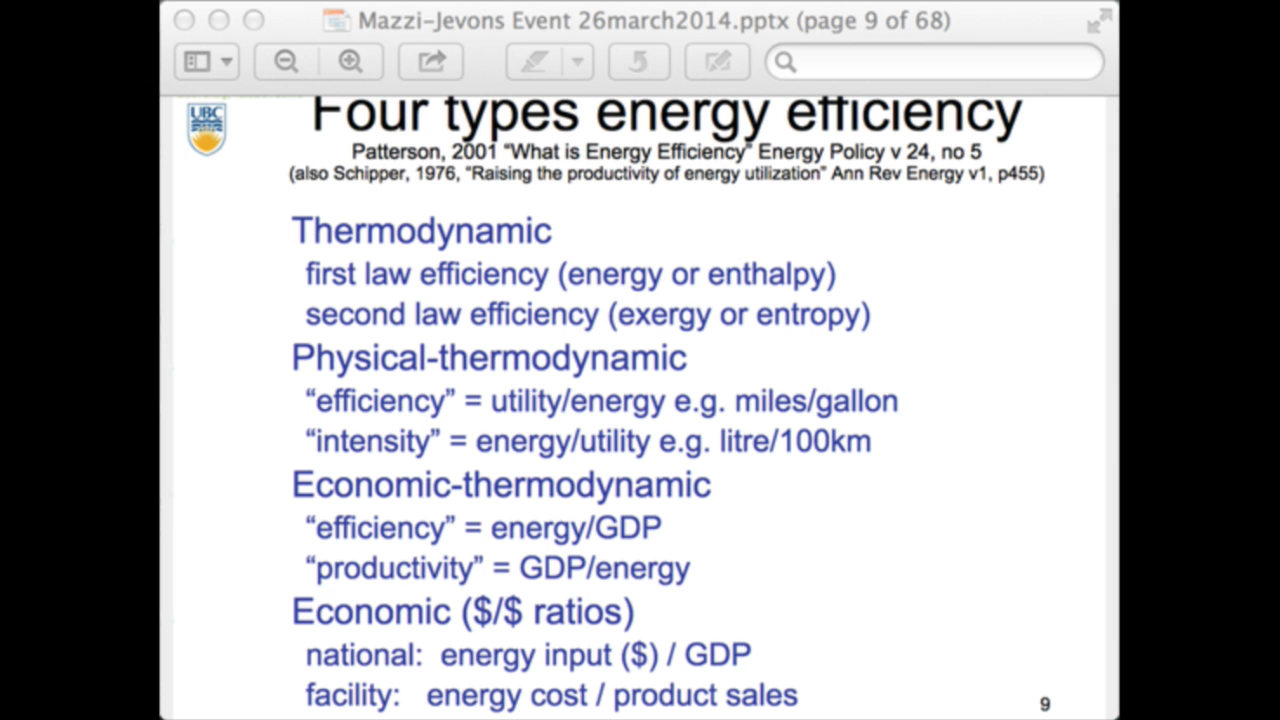 Mazzi-Jevons Event 26march2014.pptx (page 9 of 68)
UBC
Four types energy efficiency
Patterson, 2001 “What is Energy Efficiency” Energy Policy v 24, no 5
(also Schipper, 1976, “Raising the productivity of energy utilization” Ann Rev Energy v1, p455)
Thermodynamic
first law efficiency (energy or enthalpy)
second law efficiency (exergy or entropy)
Physical-thermodynamic
“efficiency” = utility/energy e.g. miles/gallon
“intensity” = energy/utility e.g. litre/100km
Economic-thermodynamic
“efficiency” = energy/GDP
“productivity” = GDP/energy
Economic ($/$ ratios)
national: energy input ($) / GDP
facility: energy cost / product sales
9